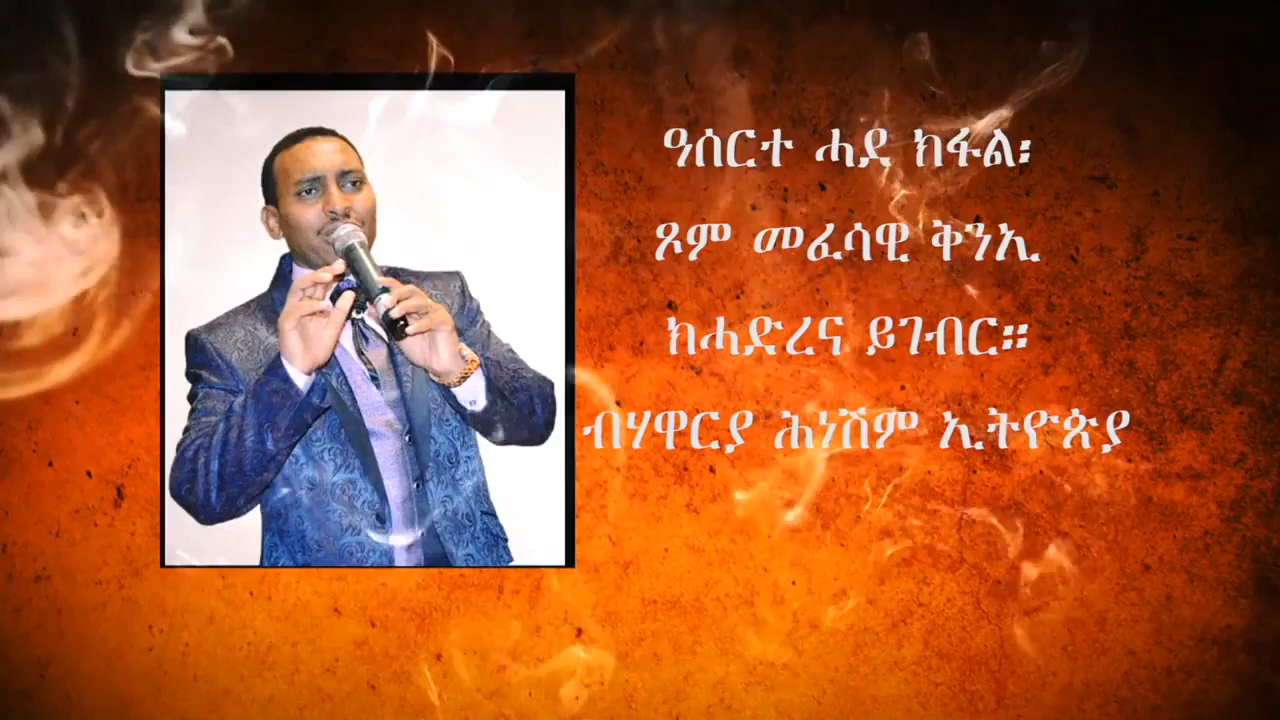 ዓሰርተ ሓደ ክፋል፡
ጾም መፈሳዊ ቅንኢ
ክሓድረና ይገብር።
ብሃዋርያ ሕነሽም ኢትዮጵያ